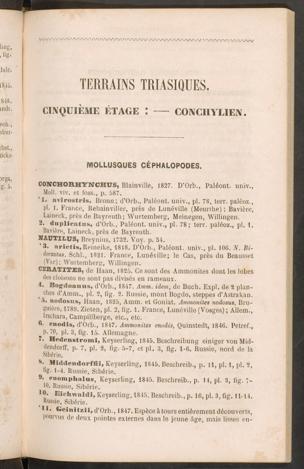 TERRAINS TRIASIQUES.
CINQUIÈME ÉTAGE : — CONCHYLIEN.
MOLLUSQUES CÉPHALOPODES.
CONCHORHYNCHUS, Blainville, 1827. D'Orb., Paléont. univ.,
Moll. viv. et foss., p. 587.
*1. avirostris, Bronn; d'Orb., Paléont. univ., pl. 78, terr. paléoz.,
pl. 1. France, Rehainviller, près de Lunéville (Meurthe); Bavière,
Laineck, près de Bayreuth; Wurtemberg, Meinegen, Willingen.
2. duplicatus, d'Orb., Paléont. univ., pl. 78; terr. paléoz., pl. 1.
Bavière, Laineck, près de Bayreuth.
NAUTILUS, Breynius, 1732. Voy. p. 54.
*3. arietis, Reinicke, 1818. D'Orb., Paléont. univ., pl. 106. N. Bi-
dorsatus, Schl., 1821. France, Lunéville; le Cas, près du Beausset
(Var); Wurtemberg, Willingen.
CERATITES, de Haan, 1825. Ce sont des Ammonites dont les lobes
des cloisons ne sont pas divisés en rameaux.
4. Bogdoanus, d'Orb., 1847. Amm. idem, de Buch. Expl. de 2 plan-
ches d'Amm., pl. 2, fig. 2. Russie, mont Bogdo, steppes d'Astrakan.
5. nodosus, Haan, 1825, Amm. et Goniat. Ammonites nodosus, Bru-
guière, 1789. Zieten, pl. 2, fig. 1. France, Lunéville (Vosges); Allem.,
Iunchara, Campillerge, etc., etc.
6. enodis, d'Orb., 1847. Ammonites enodis, Quinstedt, 1846. Petref.,
p. 70, pl. 3, fig. 15. Allemagne.
7. Hedenstromi, Keyserling, 1845. Beschreibung einiger von Mid-
dendorff, p. 7, pl. 2, fig. 5-7, et pl. 3, fig. 1-6. Russie, nord de la
Sibérie.
8. Middendorffii, Keyserling, 1845. Beschreib., p. 11, pl. 1, pl. 2,
fig. 1-4. Russie, Sibérie.
9. euomphalus, Keyserling, 1845. Beschreib., p. 14, pl. 3, fig. 7-
10. Russie, Sibérie.
10. Eichwaldi, Keyserling, 1845. Beschreib., p. 16, pl. 3, fig. 11-14.
Russie, Sibérie.
*11. Geinitzii, d'Orb., 1847. Espèce à tours entièrement découverts,
pourvus de deux pointes externes dans le jeune âge, mais lisses en-